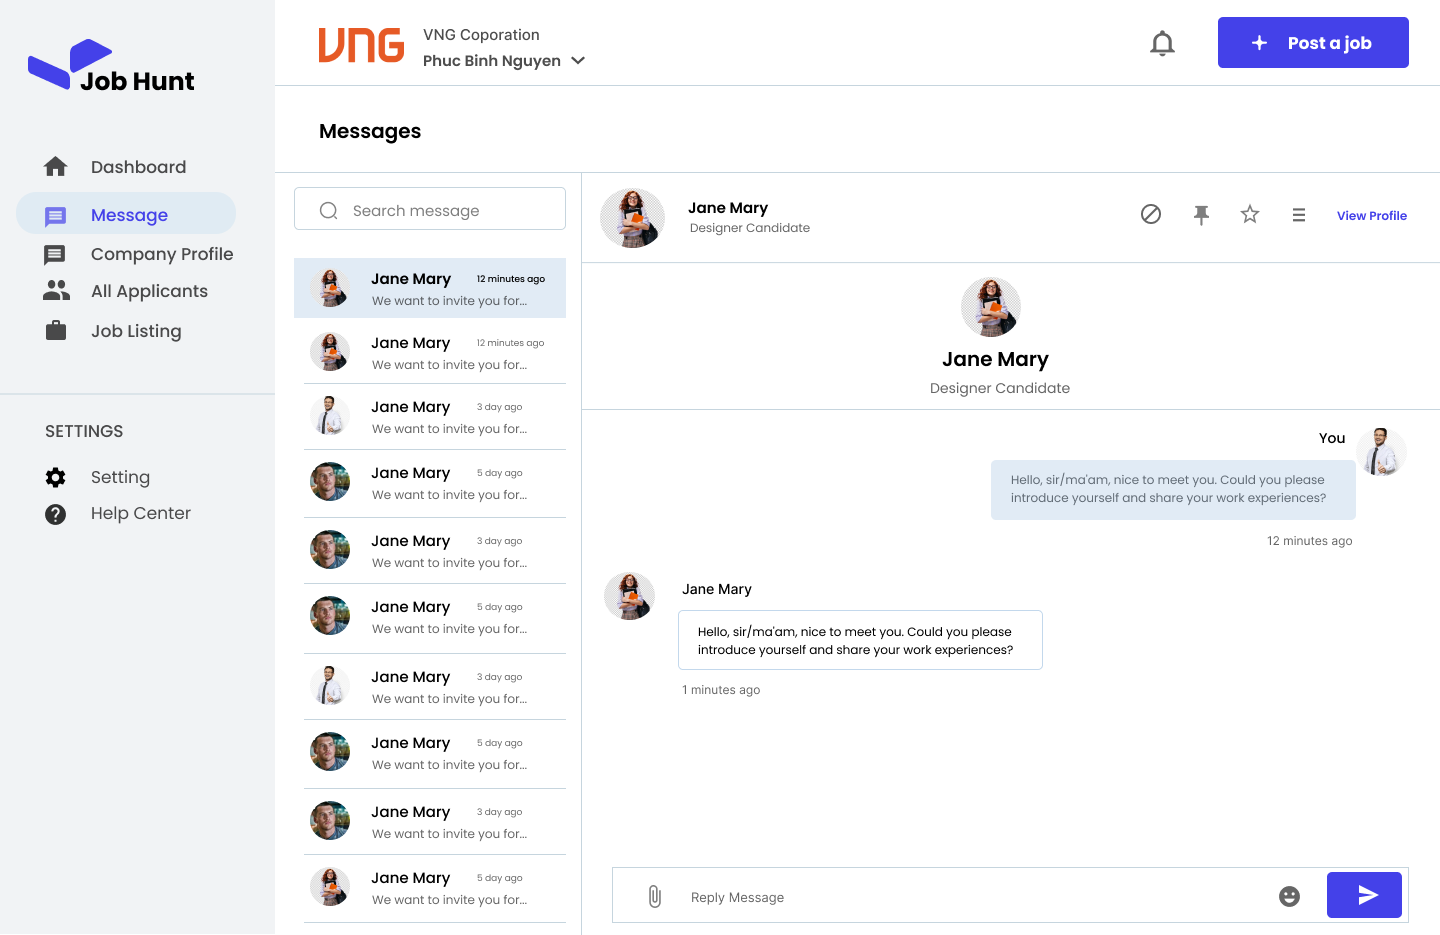 Job Hunt
Dashboard
Message
Company Profile
All Applicants
Job Listing
SETTINGS
Setting
Help Center
VNG
VNG Coporation
Phuc Binh Nguyen
Post a job
Messages
Search message
Jane Mary 12 minutes ago
We want to invite you for...
Jane Mary 12 minutes ago
We want to invite you for...
Jane Mary 3 day ago
We want to invite you for...
Jane Mary 5 day ago
We want to invite you for...
Jane Mary 3 day ago
We want to invite you for...
Jane Mary 5 day ago
We want to invite you for...
Jane Mary 3 day ago
We want to invite you for...
Jane Mary 5 day ago
We want to invite you for...
Jane Mary 3 day ago
We want to invite you for...
Jane Mary 5 day ago
We want to invite you for...
Jane Mary
Designer Candidate
View Profile
Jane Mary
Designer Candidate
You
Hello, sir/ma'am, nice to meet you. Could you please
introduce yourself and share your work experiences?
12 minutes ago
Jane Mary
Hello, sir/ma'am, nice to meet you. Could you please
introduce yourself and share your work experiences?
1 minutes ago
Reply Message